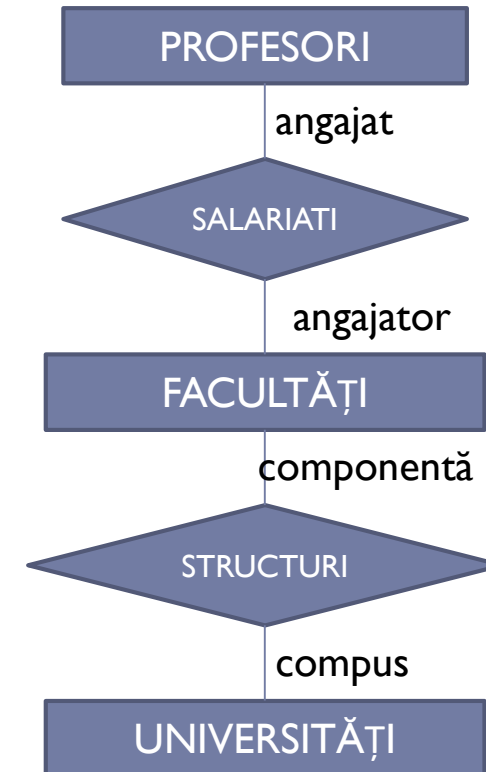 PROFESORI
angajat
SALARIATI
angajator
FACULTĂȚI
componentă
STRUCTURI
compus
UNIVERSITĂȚI